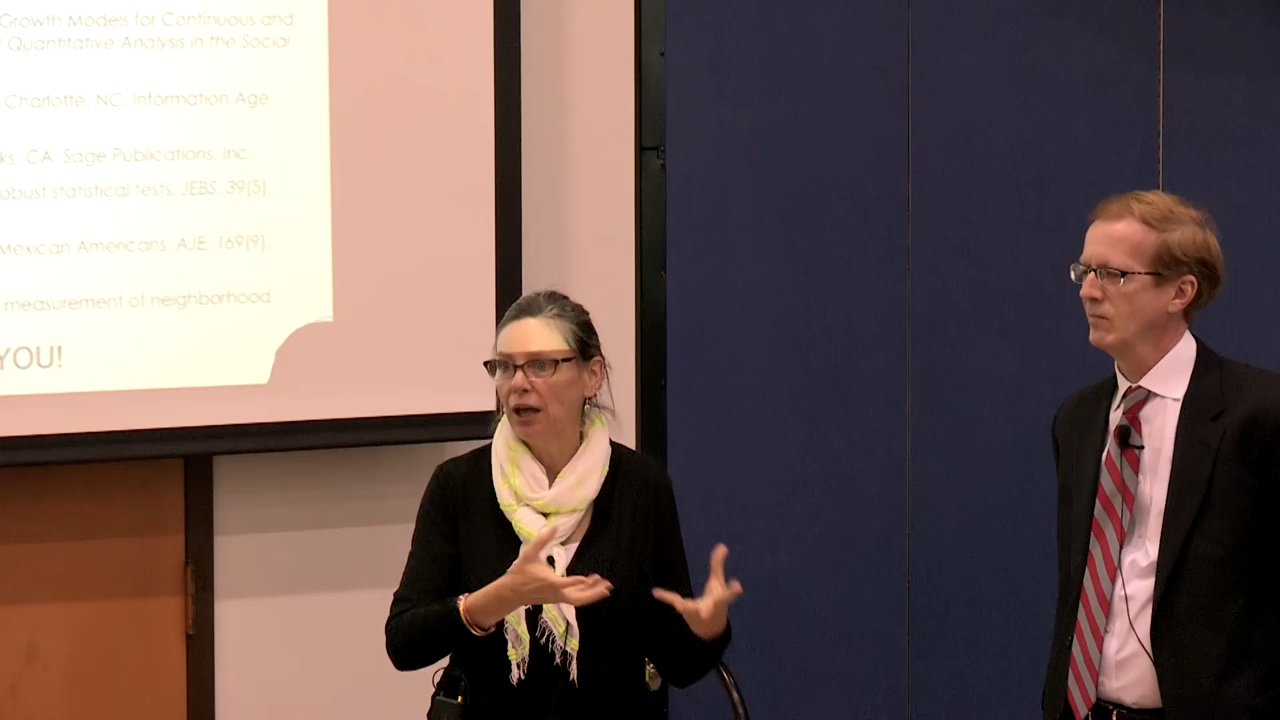 Growth Models for Continuous and
Quantitative Analysis in the Social
Charlotte, NC: Information Age
ks, CA: Sage Publications, Inc.
obust statistical tests. JEBS, 39(5),
Mexican Americans. AJE, 169(9),
measurement of neighborhood
YOU!